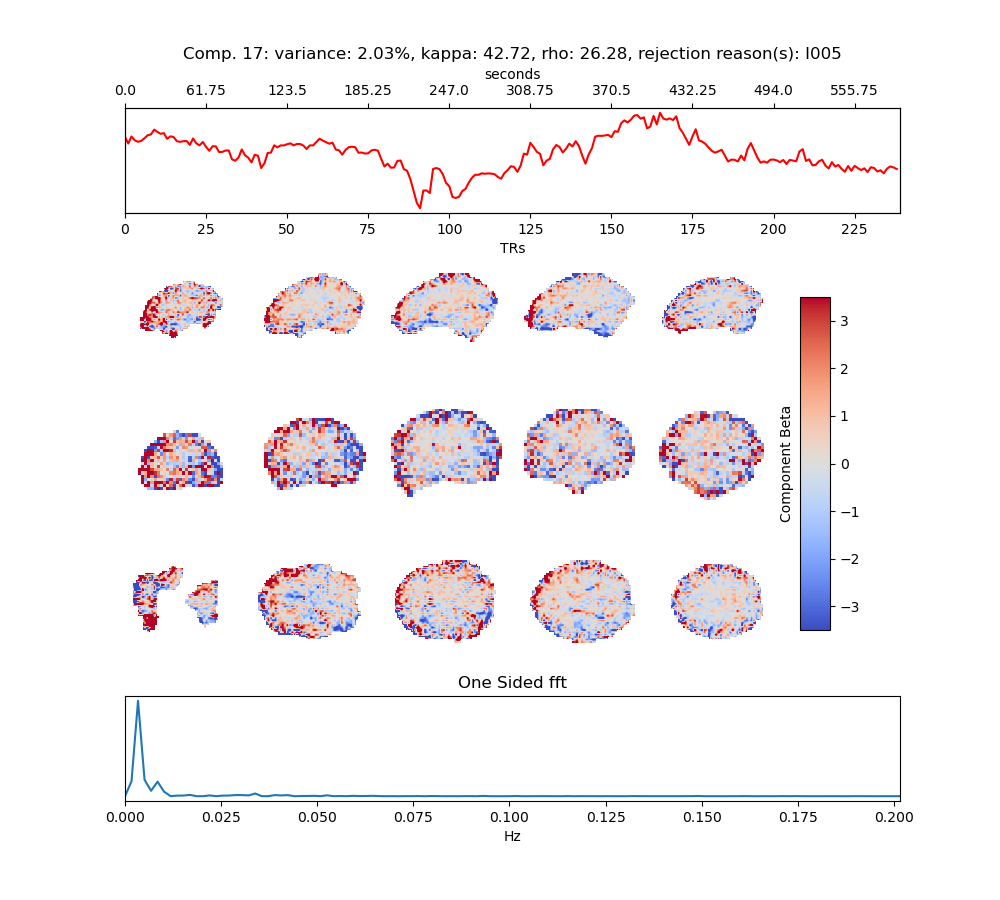 Comp. 17: variance: 2.03%, kappa: 42.72, rho: 26.28, rejection reason(s): I005
seconds
0.0 61.75 123.5 185.25 247.0 308.75 370.5 432.25 494.0 555.75
0 25 50 75 100 125 150 175 200 225
TRs
3
2
1
0
−1
−2
−3
Component Beta
One Sided fft
0.000 0.025 0.050 0.075 0.100 0.125 0.150 0.175 0.200
Hz